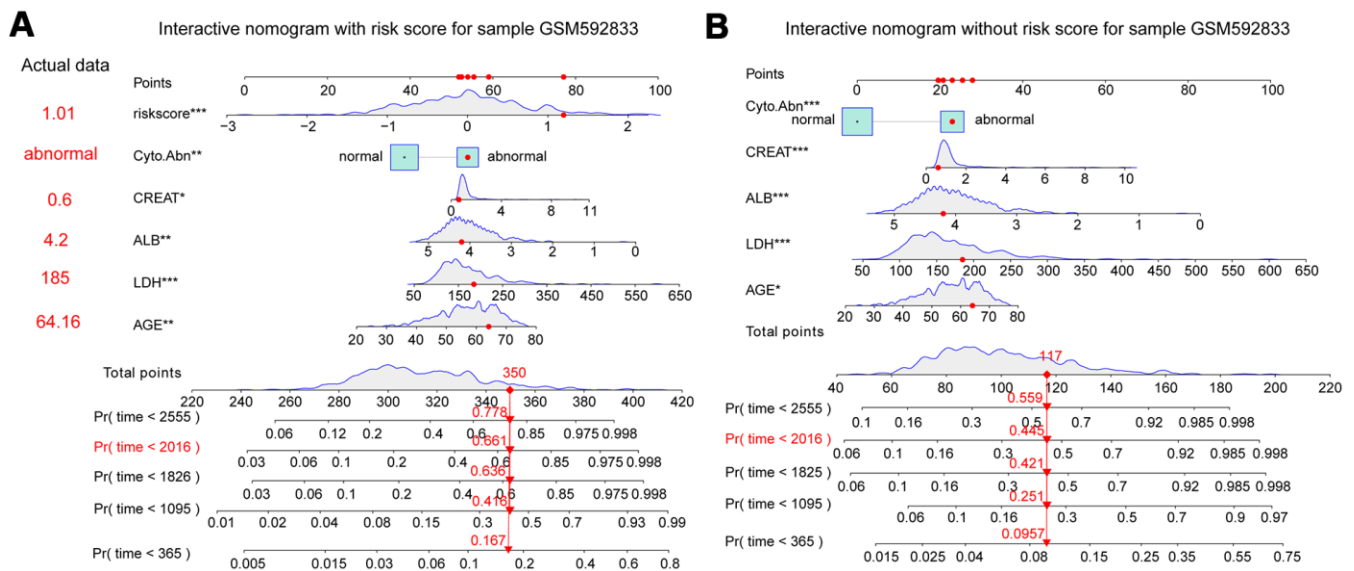 A
Interactive nomogram with risk score for sample GSM592833
Actual data
Points
0 20 40 60 80 100
1.01
riskscore***
−3 −2 −1 0 1 2
abnormal
Cyto.Abn**
normal
abnormal
0.6
CREAT*
0 4 8 11
4.2
ALB**
5 4 3 2 1 0
185
LDH***
50 150 250 350 450 550 650
64.16
AGE**
20 30 40 50 60 70 80
Total points
350
220 240 260 280 300 320 340 360 380 400 420
Pr( time < 2555 )
0.778
0.06 0.12 0.2 0.4 0.6 0.85 0.975 0.998
Pr( time < 2016 )
0.661
0.03 0.06 0.1 0.2 0.4 0.6 0.85 0.975 0.998
Pr( time < 1826 )
0.636
0.03 0.06 0.1 0.2 0.4 0.6 0.85 0.975 0.998
Pr( time < 1095 )
0.416
0.01 0.02 0.04 0.08 0.15 0.3 0.5 0.7 0.93 0.99
Pr( time < 365 )
0.167
0.005 0.015 0.03 0.06 0.1 0.2 0.3 0.4 0.6 0.8
B
Interactive nomogram without risk score for sample GSM592833
Points
0 20 40 60 80 100
Cyto.Abn***
normal
abnormal
CREAT***
0 2 4 6 8 10
ALB***
5 4 3 2 1 0
LDH***
50 100 150 200 250 300 350 400 450 500 550 600 650
AGE*
20 30 40 50 60 70 80
Total points
117
40 60 80 100 120 140 160 180 200 220
Pr( time < 2555 )
0.559
0.1 0.16 0.3 0.5 0.7 0.92 0.985 0.998
Pr( time < 2016 )
0.445
0.06 0.1 0.16 0.3 0.5 0.7 0.92 0.985 0.998
Pr( time < 1825 )
0.421
0.06 0.1 0.16 0.3 0.5 0.7 0.92 0.985 0.998
Pr( time < 1095 )
0.251
0.06 0.1 0.16 0.3 0.5 0.7 0.9 0.97
Pr( time < 365 )
0.0957
0.015 0.025 0.04 0.08 0.15 0.25 0.35 0.55 0.75